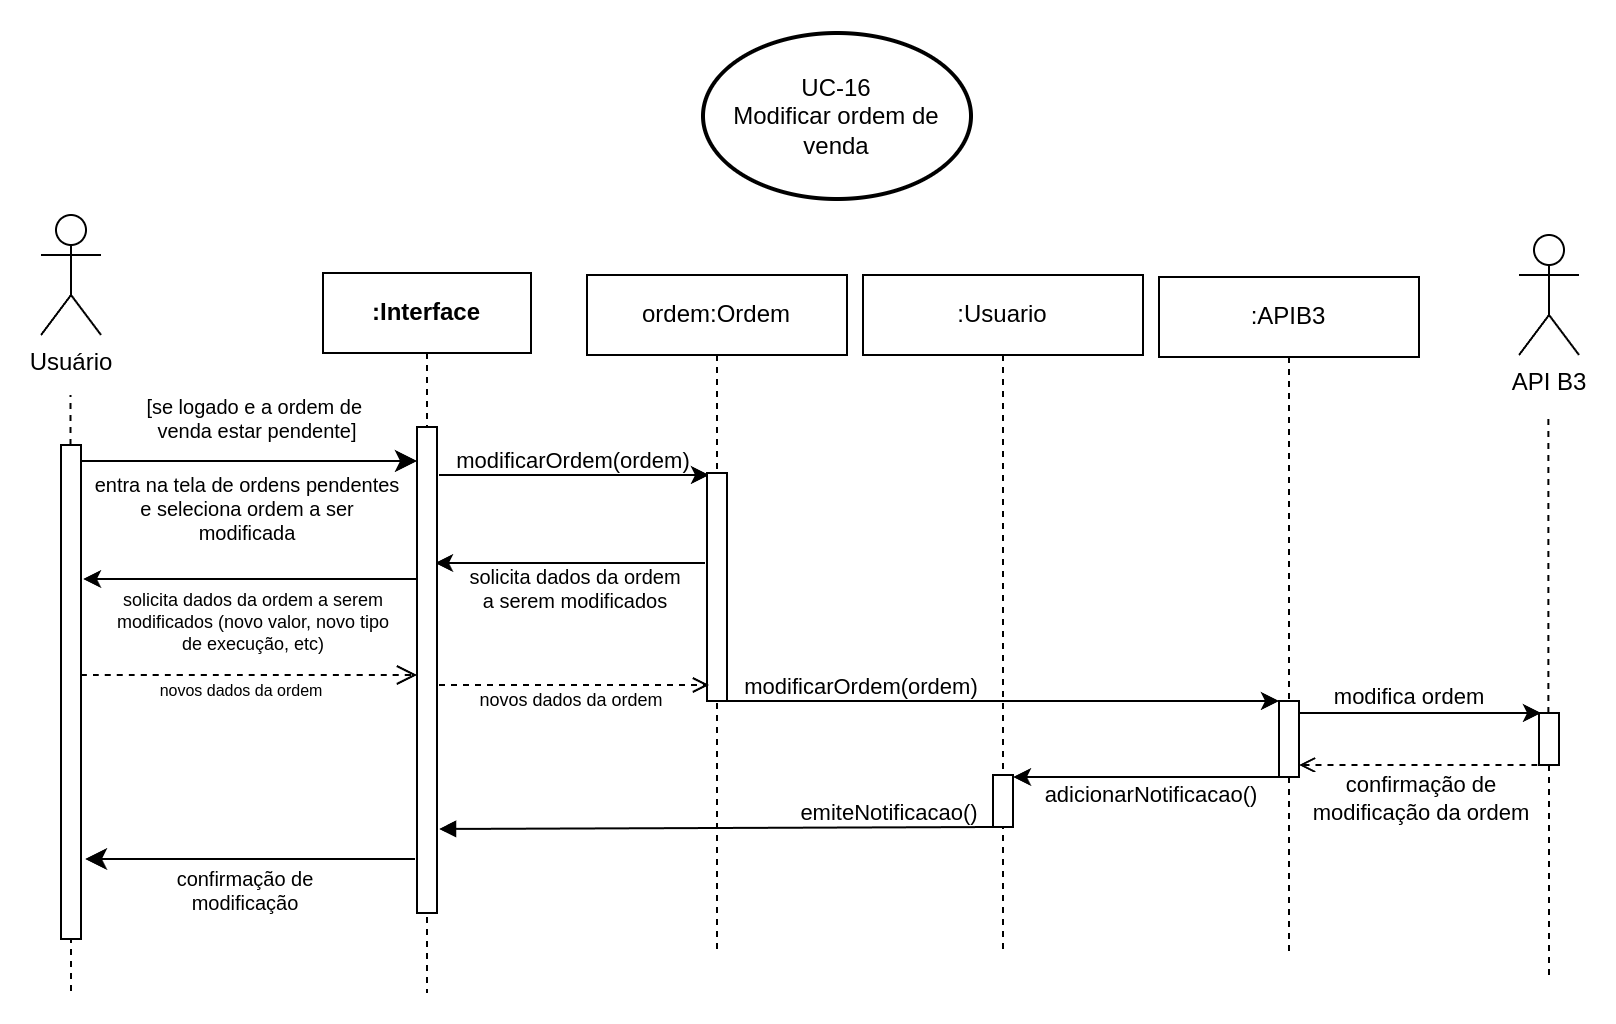 UC-16
Modificar ordem de
venda
Usuário
:Interface
ordem:Ordem
:Usuario
:APIB3
API B3
[se logado e a ordem de
venda estar pendente]
entra na tela de ordens pendentes
e seleciona ordem a ser
modificada
modificarOrdem(ordem)
solicita dados da ordem
a serem modificados
solicita dados da ordem a serem
modificados (novo valor, novo tipo
de execução, etc)
novos dados da ordem
novos dados da ordem
modificarOrdem(ordem)
modifica ordem
confirmação de
modificação da ordem
adicionarNotificacao()
emiteNotificacao()
confirmação de
modificação